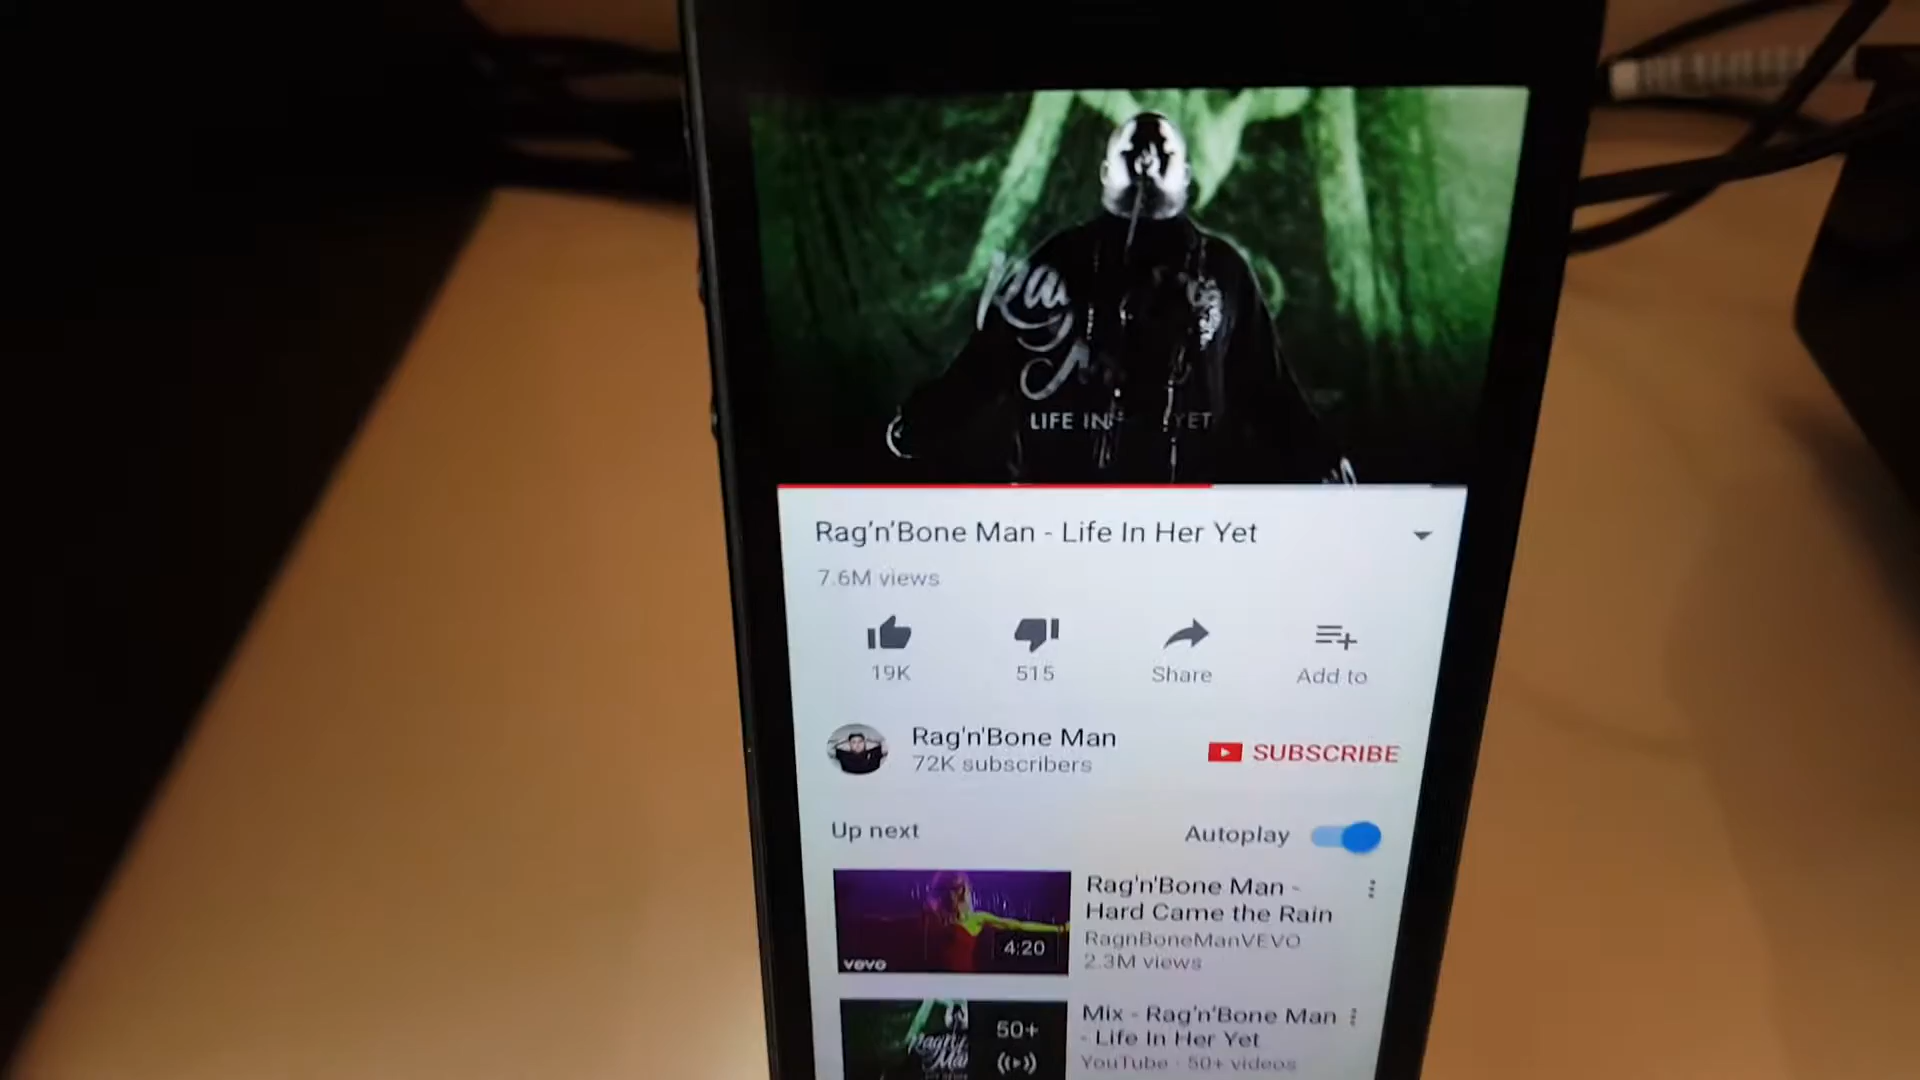 LIFE IN YET
Rag'n'Bone Man - Life In Her Yet
7.6M views
19K
515
Share
Add to
Rag'n'Bone Man
72K subscribers
SUBSCRIBE
Up next
Autoplay
Rag'n'Bone Man -
Hard Came the Rain
RagnBoneManVEVO
2.3M views
4:20
vevo
Mix - Rag'n'Bone Man
- Life In Her Yet
YouTube · 50+ videos
50+